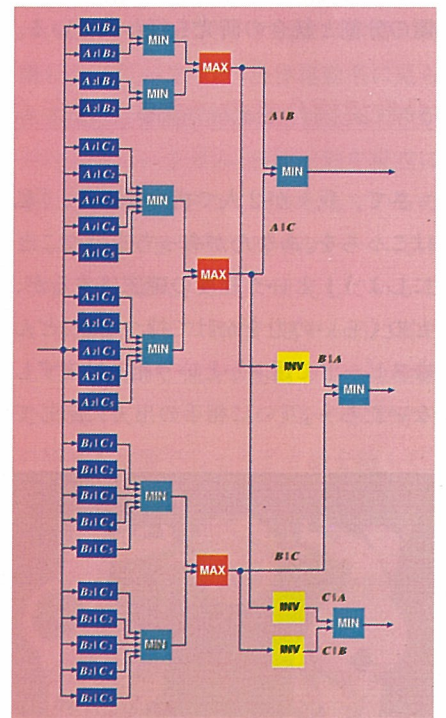 A₁|B₁
A₁|B₂
MIN
A₂|B₁
A₂|B₂
MIN
MAX
A|B
A₁|C₁
A₁|C₂
A₁|C₃
A₁|C₄
A₁|C₅
MIN
MIN
A|C
MAX
A₂|C₁
A₂|C₂
A₂|C₃
A₂|C₃
A₂|C₅
MIN
INV
B|A
MIN
B₁|C₁
B₁|C₂
B₁|C₃
B₁|C₄
B₁|C₅
MIN
B|C
MAX
B₂|C₁
B₂|C₂
B₂|C₃
B₂|C₄
B₂|C₅
MIN
INV
C|A
MIN
INV
C|B